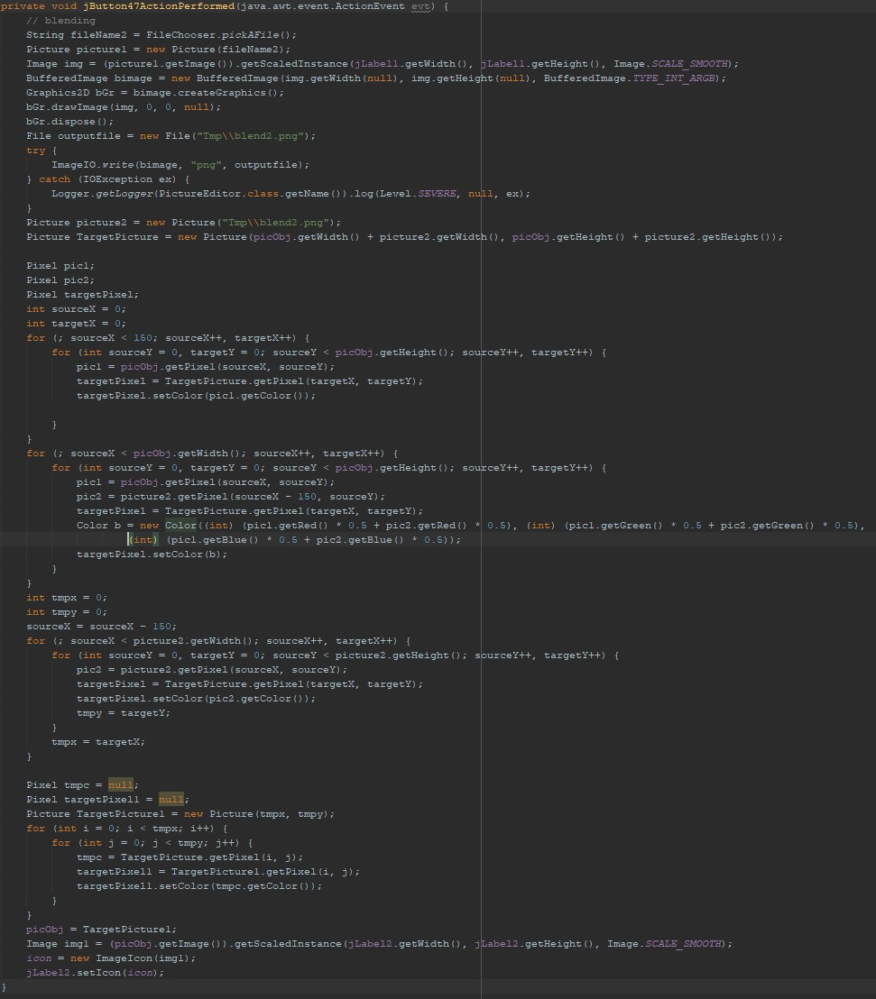 private void jButton47ActionPerformed(java.awt.event.ActionEvent evt) {
    // blending
    String fileName2 = FileChooser.pickAFile();
    Picture picture1 = new Picture(fileName2);
    Image img = (picture1.getImage()).getScaledInstance(jLabel1.getWidth(), jLabel1.getHeight(), Image.SCALE_SMOOTH);
    BufferedImage bimage = new BufferedImage(img.getWidth(null), img.getHeight(null), BufferedImage.TYPE_INT_ARGB);
    Graphics2D bGr = bimage.createGraphics();
    bGr.drawImage(img, 0, 0, null);
    bGr.dispose();
    File outputfile = new File("Tmp\\blend2.png");
    try {
        ImageIO.write(bimage, "png", outputfile);
    } catch (IOException ex) {
        Logger.getLogger(PictureEditor.class.getName()).log(Level.SEVERE, null, ex);
    }
    Picture picture2 = new Picture("Tmp\\blend2.png");
    Picture TargetPicture = new Picture(picObj.getWidth() + picture2.getWidth(), picObj.getHeight() + picture2.getHeight());

    Pixel pic1;
    Pixel pic2;
    Pixel targetPixel;
    int sourceX = 0;
    int targetX = 0;
    for (; sourceX < 150; sourceX++, targetX++) {
        for (int sourceY = 0, targetY = 0; sourceY < picObj.getHeight(); sourceY++, targetY++) {
            pic1 = picObj.getPixel(sourceX, sourceY);
            targetPixel = TargetPicture.getPixel(targetX, targetY);
            targetPixel.setColor(pic1.getColor());

        }
    }
    for (; sourceX < picObj.getWidth(); sourceX++, targetX++) {
        for (int sourceY = 0, targetY = 0; sourceY < picObj.getHeight(); sourceY++, targetY++) {
            pic1 = picObj.getPixel(sourceX, sourceY);
            pic2 = picture2.getPixel(sourceX - 150, sourceY);
            targetPixel = TargetPicture.getPixel(targetX, targetY);
            Color b = new Color((int) (pic1.getRed() * 0.5 + pic2.getRed() * 0.5), (int) (pic1.getGreen() * 0.5 + pic2.getGreen() * 0.5),
                    (int) (pic1.getBlue() * 0.5 + pic2.getBlue() * 0.5));
            targetPixel.setColor(b);
        }
    }
    int tmpx = 0;
    int tmpy = 0;
    sourceX = sourceX - 150;
    for (; sourceX < picture2.getWidth(); sourceX++, targetX++) {
        for (int sourceY = 0, targetY = 0; sourceY < picture2.getHeight(); sourceY++, targetY++) {
            pic2 = picture2.getPixel(sourceX, sourceY);
            targetPixel = TargetPicture.getPixel(targetX, targetY);
            targetPixel.setColor(pic2.getColor());
            tmpy = targetY;
        }
        tmpx = targetX;
    }

    Pixel tmpc = null;
    Pixel targetPixel1 = null;
    Picture TargetPicture1 = new Picture(tmpx, tmpy);
    for (int i = 0; i < tmpx; i++) {
        for (int j = 0; j < tmpy; j++) {
            tmpc = TargetPicture.getPixel(i, j);
            targetPixel1 = TargetPicture1.getPixel(i, j);
            targetPixel1.setColor(tmpc.getColor());
        }
    }
    picObj = TargetPicture1;
    Image img1 = (picObj.getImage()).getScaledInstance(jLabel2.getWidth(), jLabel2.getHeight(), Image.SCALE_SMOOTH);
    icon = new ImageIcon(img1);
    jLabel2.setIcon(icon);
}